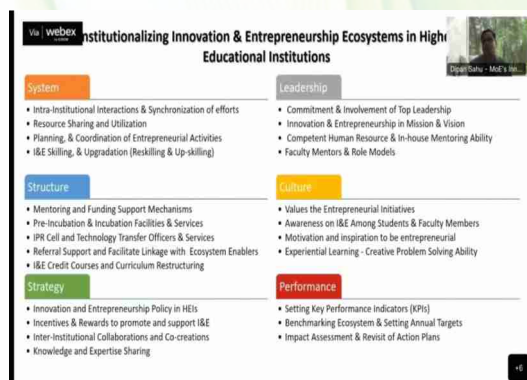 Via webex
nstitutionalizing Innovation & Entrepreneurship Ecosystems in Highe
Educational Institutions
Dipan Sahu - MoE's Inn...
System
• Intra-Institutional Interactions & Synchronization of efforts
• Resource Sharing and Utilization
• Planning, & Coordination of Entrepreneurial Activities
• I&E Skilling, & Upgradation (Reskilling & Up-skilling)
Leadership
• Commitment & Involvement of Top Leadership
• Innovation & Entrepreneurship in Mission & Vision
• Competent Human Resource & In-house Mentoring Ability
• Faculty Mentors & Role Models
Structure
• Mentoring and Funding Support Mechanisms
• Pre-Incubation & Incubation Facilities & Services
• IPR Cell and Technology Transfer Officers & Services
• Referral Support and Facilitate Linkage with Ecosystem Enablers
• I&E Credit Courses and Curriculum Restructuring
Culture
• Values the Entrepreneurial Initiatives
• Awareness on I&E Among Students & Faculty Members
• Motivation and inspiration to be entrepreneurial
• Experiential Learning - Creative Problem Solving Ability
Strategy
• Innovation and Entrepreneurship Policy in HEIs
• Incentives & Rewards to promote and support I&E
• Inter-Institutional Collaborations and Co-creations
• Knowledge and Expertise Sharing
Performance
• Setting Key Performance Indicators (KPIs)
• Benchmarking Ecosystem & Setting Annual Targets
• Impact Assessment & Revisit of Action Plans
+6